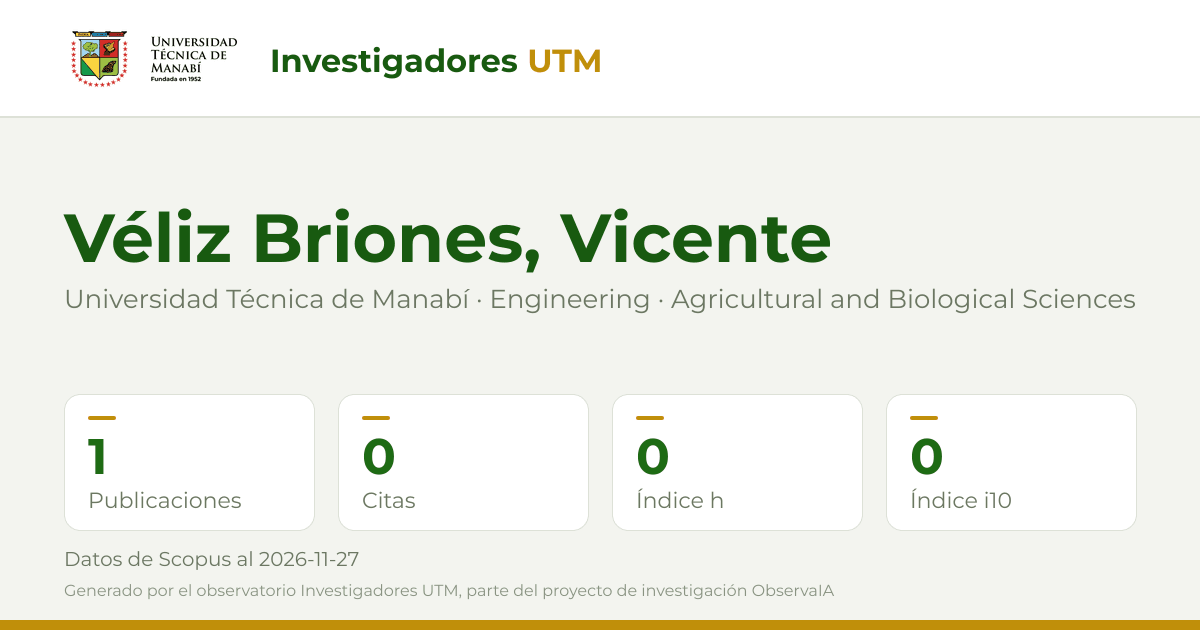 UNIVERSIDAD
TÉCNICA DE
MANABÍ
Fundada en 1952
Investigadores UTM
Véliz Briones, Vicente
Universidad Técnica de Manabí · Engineering · Agricultural and Biological Sciences
1
Publicaciones
0
Citas
0
Índice h
0
Índice i10
Datos de Scopus al 2026-11-27
Generado por el observatorio Investigadores UTM, parte del proyecto de investigación ObservaIA